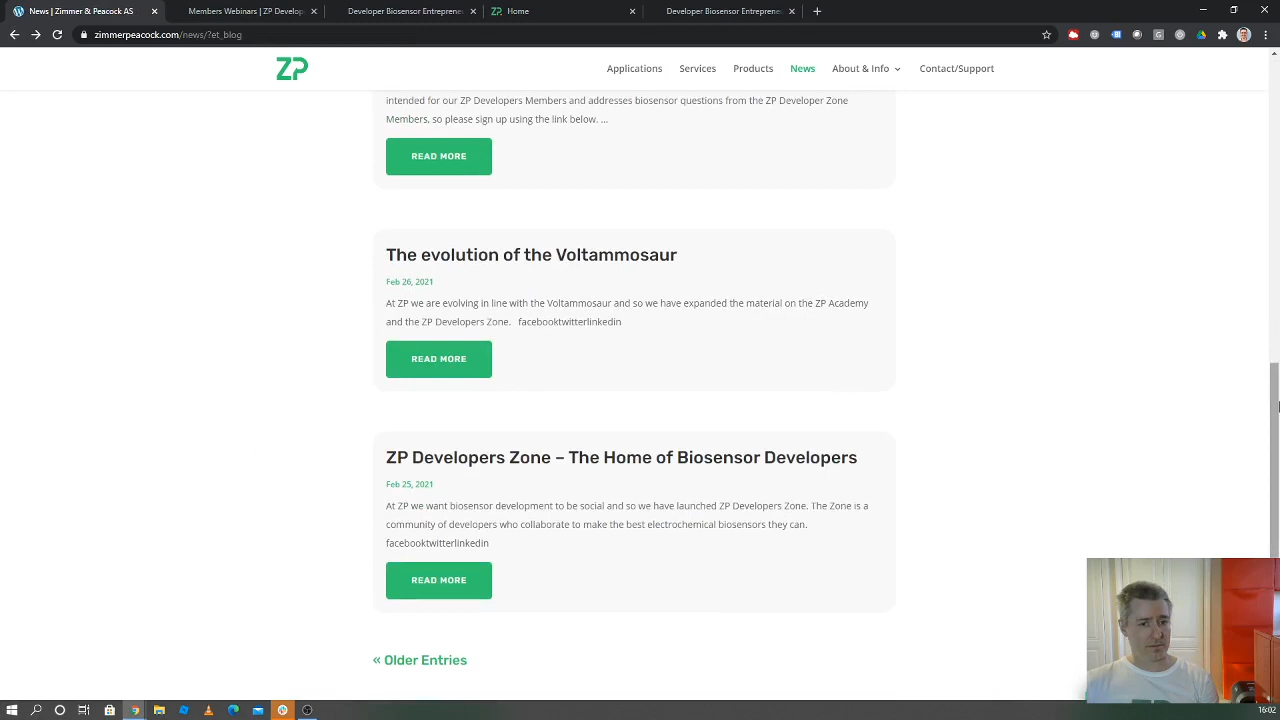 News | Zimmer & Peacock AS
Members Webinars | ZP Develop
Developer Biosensor Entreprene
Home
Developer Biosensor Entrepren
zimmerpeacock.com/news/?et_blog
ZP
Applications
Services
Products
News
About & Info
Contact/Support
intended for our ZP Developers Members and addresses biosensor questions from the ZP Developer Zone
Members, so please sign up using the link below. ...
READ MORE
The evolution of the Voltammosaur
Feb 26, 2021
At ZP we are evolving in line with the Voltammosaur and so we have expanded the material on the ZP Academy
and the ZP Developers Zone. facebooktwitterlinkedin
READ MORE
ZP Developers Zone – The Home of Biosensor Developers
Feb 25, 2021
At ZP we want biosensor development to be social and so we have launched ZP Developers Zone. The Zone is a
community of developers who collaborate to make the best electrochemical biosensors they can.
facebooktwitterlinkedin
READ MORE
« Older Entries
16:02